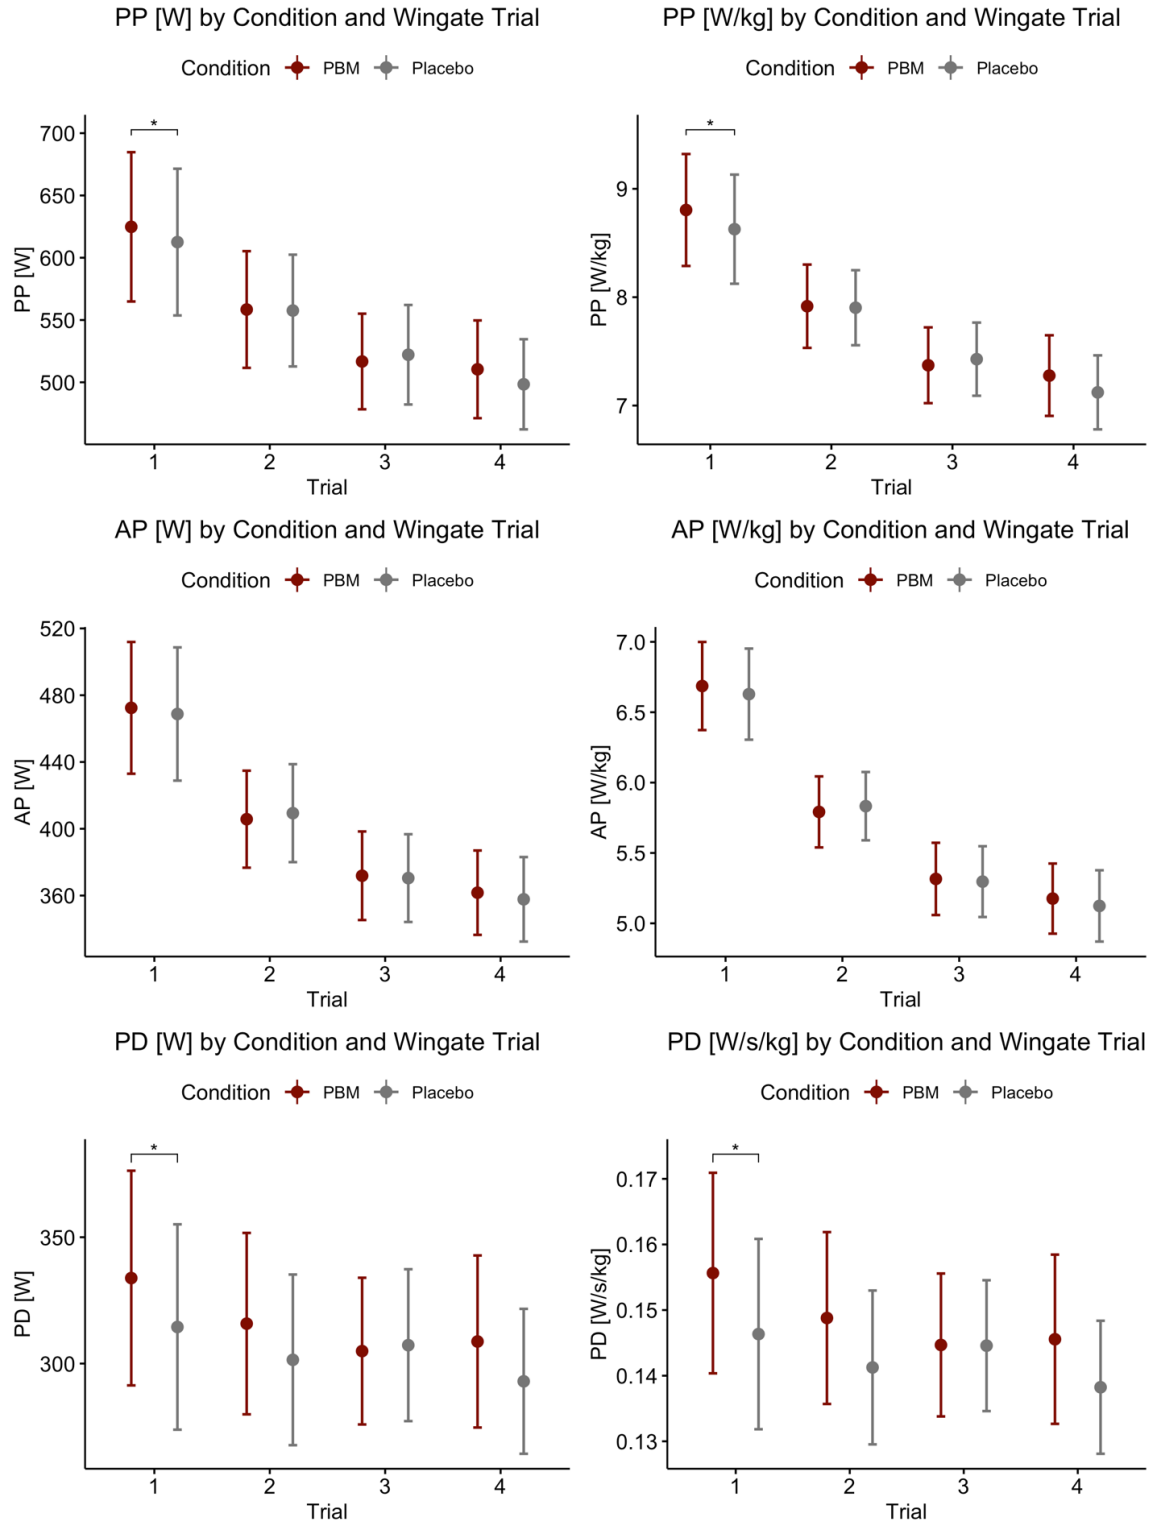 PP [W] by Condition and Wingate Trial
Condition PBM Placebo
*
700
650
600
550
500
PP [W]
1 2 3 4
Trial
PP [W/kg] by Condition and Wingate Trial
Condition PBM Placebo
*
9
8
7
PP [W/kg]
1 2 3 4
Trial
AP [W] by Condition and Wingate Trial
Condition PBM Placebo
520
480
440
400
360
AP [W]
1 2 3 4
Trial
AP [W/kg] by Condition and Wingate Trial
Condition PBM Placebo
7.0
6.5
6.0
5.5
5.0
AP [W/kg]
1 2 3 4
Trial
PD [W] by Condition and Wingate Trial
Condition PBM Placebo
*
350
300
PD [W]
1 2 3 4
Trial
PD [W/s/kg] by Condition and Wingate Trial
Condition PBM Placebo
*
0.17
0.16
0.15
0.14
0.13
PD [W/s/kg]
1 2 3 4
Trial